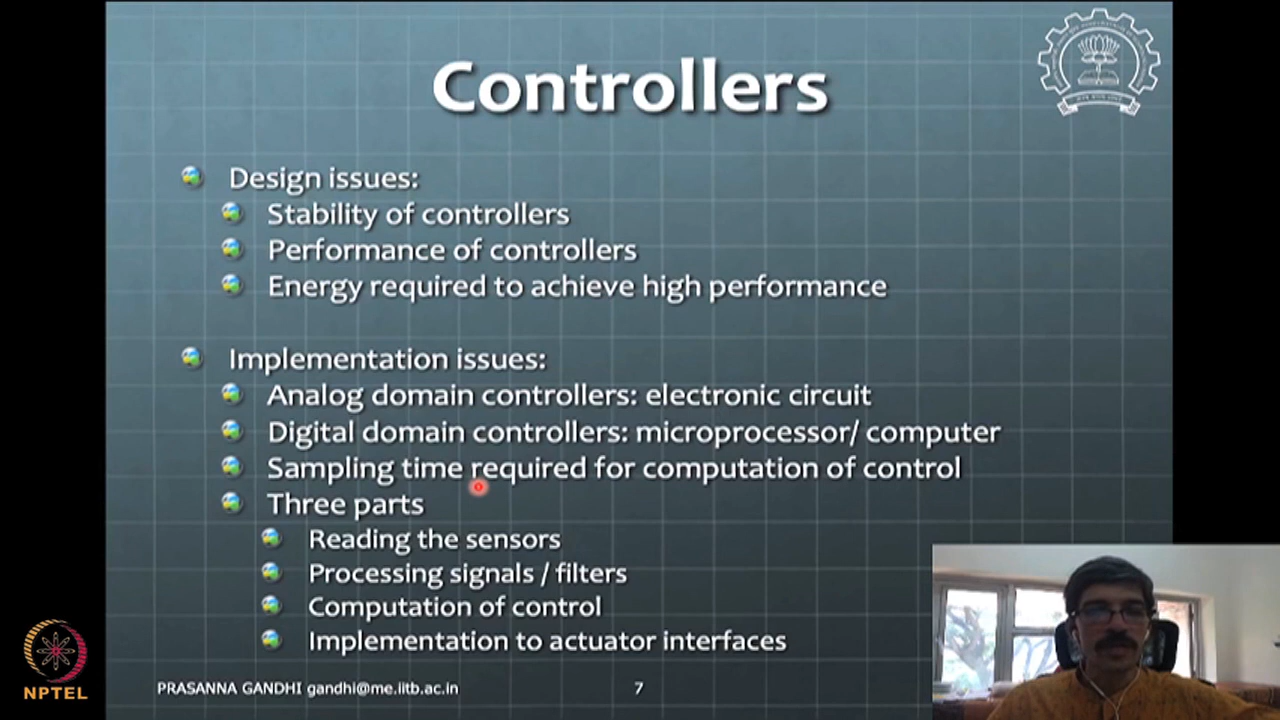 Controllers
Design issues:
Stability of controllers
Performance of controllers
Energy required to achieve high performance
Implementation issues:
Analog domain controllers: electronic circuit
Digital domain controllers: microprocessor/ computer
Sampling time required for computation of control
Three parts
Reading the sensors
Processing signals / filters
Computation of control
Implementation to actuator interfaces
NPTEL
PRASANNA GANDHI gandhi@me.iitb.ac.in
7